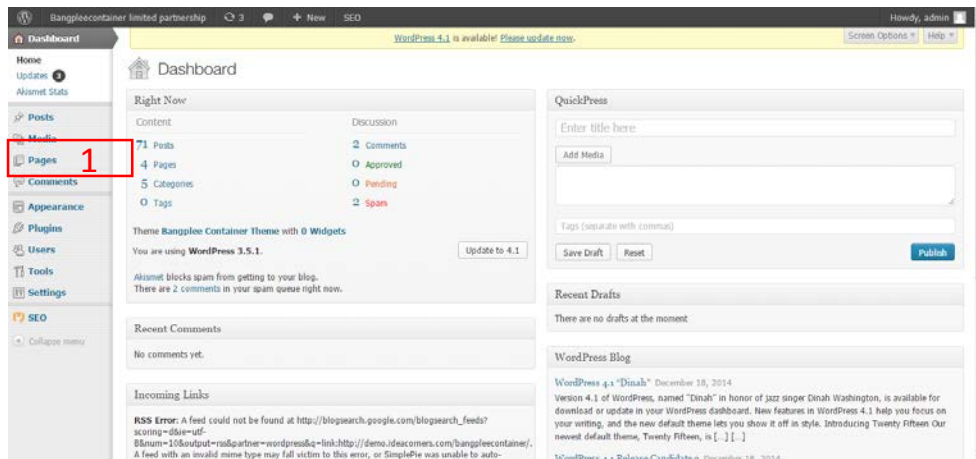 Bangpleecontainer limited partnership 3 + New SEO Howdy, admin
Dashboard
WordPress 4.1 is available! Please update now.
Screen Options Help
Home
Updates 3
Akismet Stats
Posts
Media
Pages
1
Comments
Appearance
Plugins
Users
Tools
Settings
SEO
Collapse menu
Dashboard
Right Now
Content Discussion
71 Posts 2 Comments
4 Pages 0 Approved
5 Categories 0 Pending
0 Tags 2 Spam
Theme Bangplee Container Theme with 0 Widgets
You are using WordPress 3.5.1. Update to 4.1
Akismet blocks spam from getting to your blog.
There are 2 comments in your spam queue right now.
Recent Comments
No comments yet.
Incoming Links
RSS Error: A feed could not be found at http://blogsearch.google.com/blogsearch_feeds?
scoring=d&ie=utf-
8&num=10&output=rss&partner=wordpress&q=link:http://demo.ideacorners.com/bangpleecontainer/.
A feed with an invalid mime type may fall victim to this error, or SimplePie was unable to auto-
QuickPress
Enter title here
Add Media
Tags (separate with commas)
Save Draft Reset Publish
Recent Drafts
There are no drafts at the moment
WordPress Blog
WordPress 4.1 “Dinah” December 18, 2014
Version 4.1 of WordPress, named “Dinah” in honor of jazz singer Dinah Washington, is available for
download or update in your WordPress dashboard. New features in WordPress 4.1 help you focus on
your writing, and the new default theme lets you show it off in style. Introducing Twenty Fifteen Our
newest default theme, Twenty Fifteen, is [...] [...]
WordPress 4.1 Release Candidate December 18, 2014